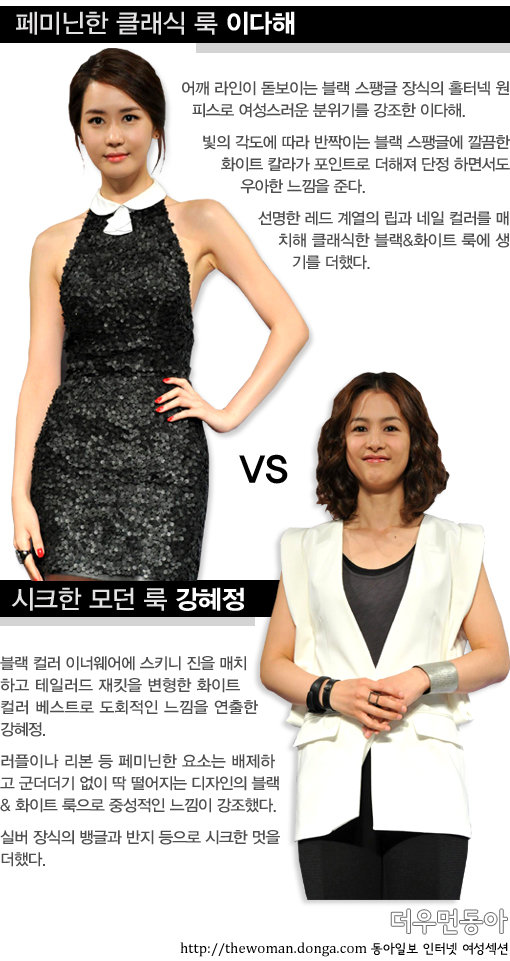 페미닌한 클래식 룩 이다해
어깨 라인이 돋보이는 블랙 스팽글 장식의 홀터넥 원
피스로 여성스러운 분위기를 강조한 이다해.
빛의 각도에 따라 반짝이는 블랙 스팽글에 깔끔한
화이트 칼라가 포인트로 더해져 단정 하면서도
우아한 느낌을 준다.
선명한 레드 계열의 립과 네일 컬러를 매
치해 클래식한 블랙&화이트 룩에 생
기를 더했다.
VS
시크한 모던 룩 강혜정
블랙 컬러 이너웨어에 스키니 진을 매치
하고 테일러드 재킷을 변형한 화이트
컬러 베스트로 도회적인 느낌을 연출한
강혜정.
러플이나 리본 등 페미닌한 요소는 배제하
고 군더더기 없이 딱 떨어지는 디자인의 블랙
& 화이트 룩으로 중성적인 느낌이 강조했다.
실버 장식의 뱅글과 반지 등으로 시크한 멋을
더했다.
더우먼동아
http://thewoman.donga.com 동아일보 인터넷 여성섹션